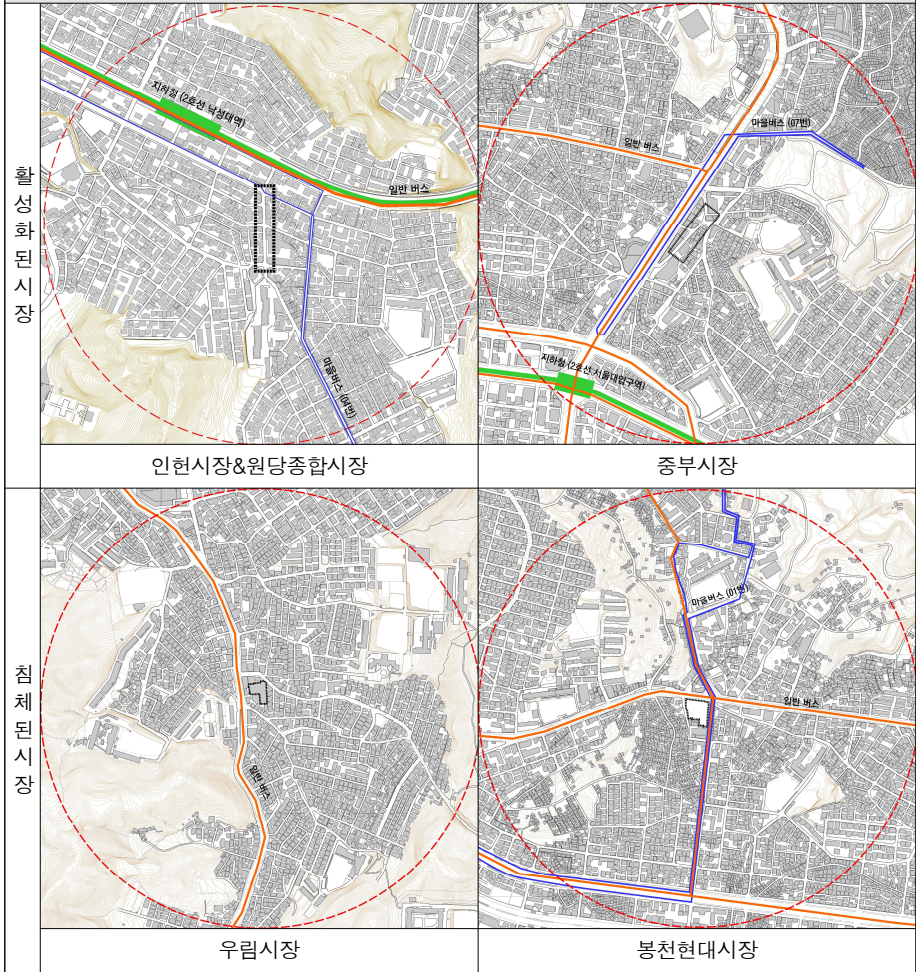 활성화된시장
지하철 (2호선 낙성대역)
일반 버스
마을버스 (04번)
인헌시장&원당종합시장
마을버스 (07번)
일반 버스
지하철 (2호선 서울대입구역)
중부시장
침체된시장
일반 버스
우림시장
마을버스 (01번)
일반 버스
봉천현대시장